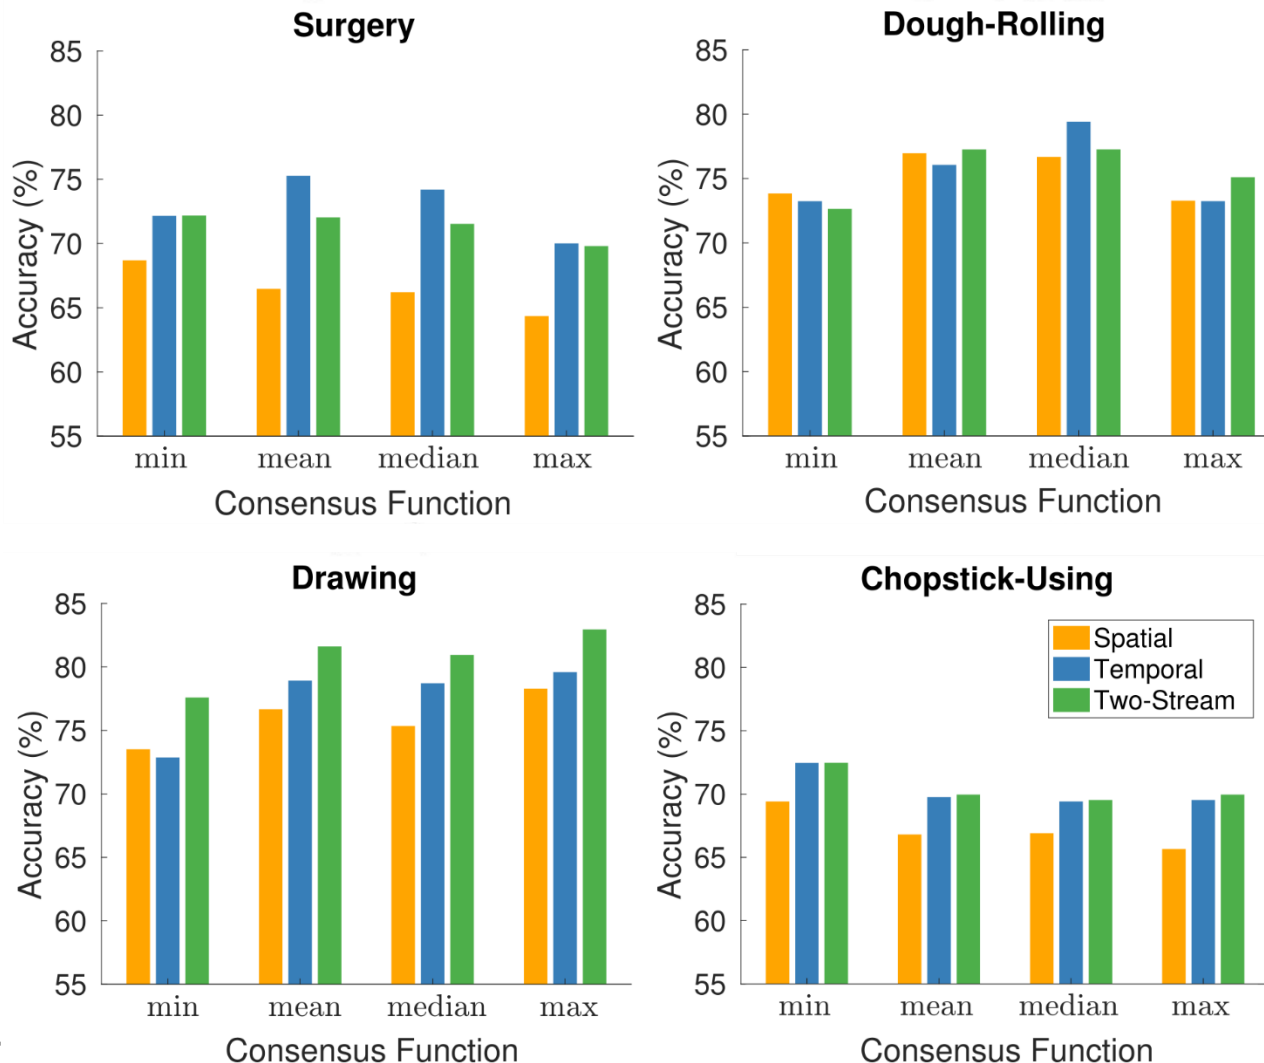 Surgery
85
80
75
70
65
60
55
Accuracy (%)
min mean median max
Consensus Function
Dough-Rolling
85
80
75
70
65
60
55
Accuracy (%)
min mean median max
Consensus Function
Drawing
85
80
75
70
65
60
55
Accuracy (%)
min mean median max
Consensus Function
Chopstick-Using
85
80
75
70
65
60
55
Accuracy (%)
Spatial
Temporal
Two-Stream
min mean median max
Consensus Function